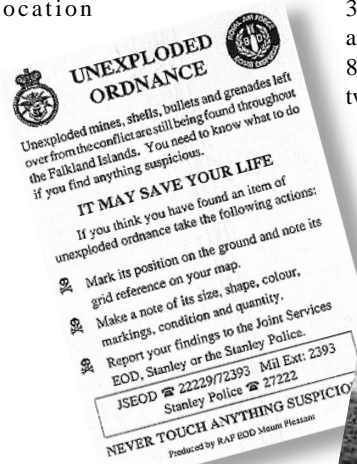 ocation
3
a
8
tv
UNEXPLODED
ORDNANCE
Unexploded mines, shells, bullets and grenades left
over from the conflict are still being found throughout
the Falkland Islands. You need to know what to do
if you find anything suspicious.
IT MAY SAVE YOUR LIFE
If you think you have found an item of
unexploded ordnance take the following actions:
Mark its position on the ground and note its
grid reference on your map.
Make a note of its size, shape, colour,
markings, condition and quantity.
Report your findings to the Joint Services
EOD, Stanley or the Stanley Police.
JSEOD ☎ 22229/72393 Mil Ext: 2393
Stanley Police ☎ 27222
NEVER TOUCH ANYTHING SUSPICIO
Produced by RAF EOD Mount Pleasant